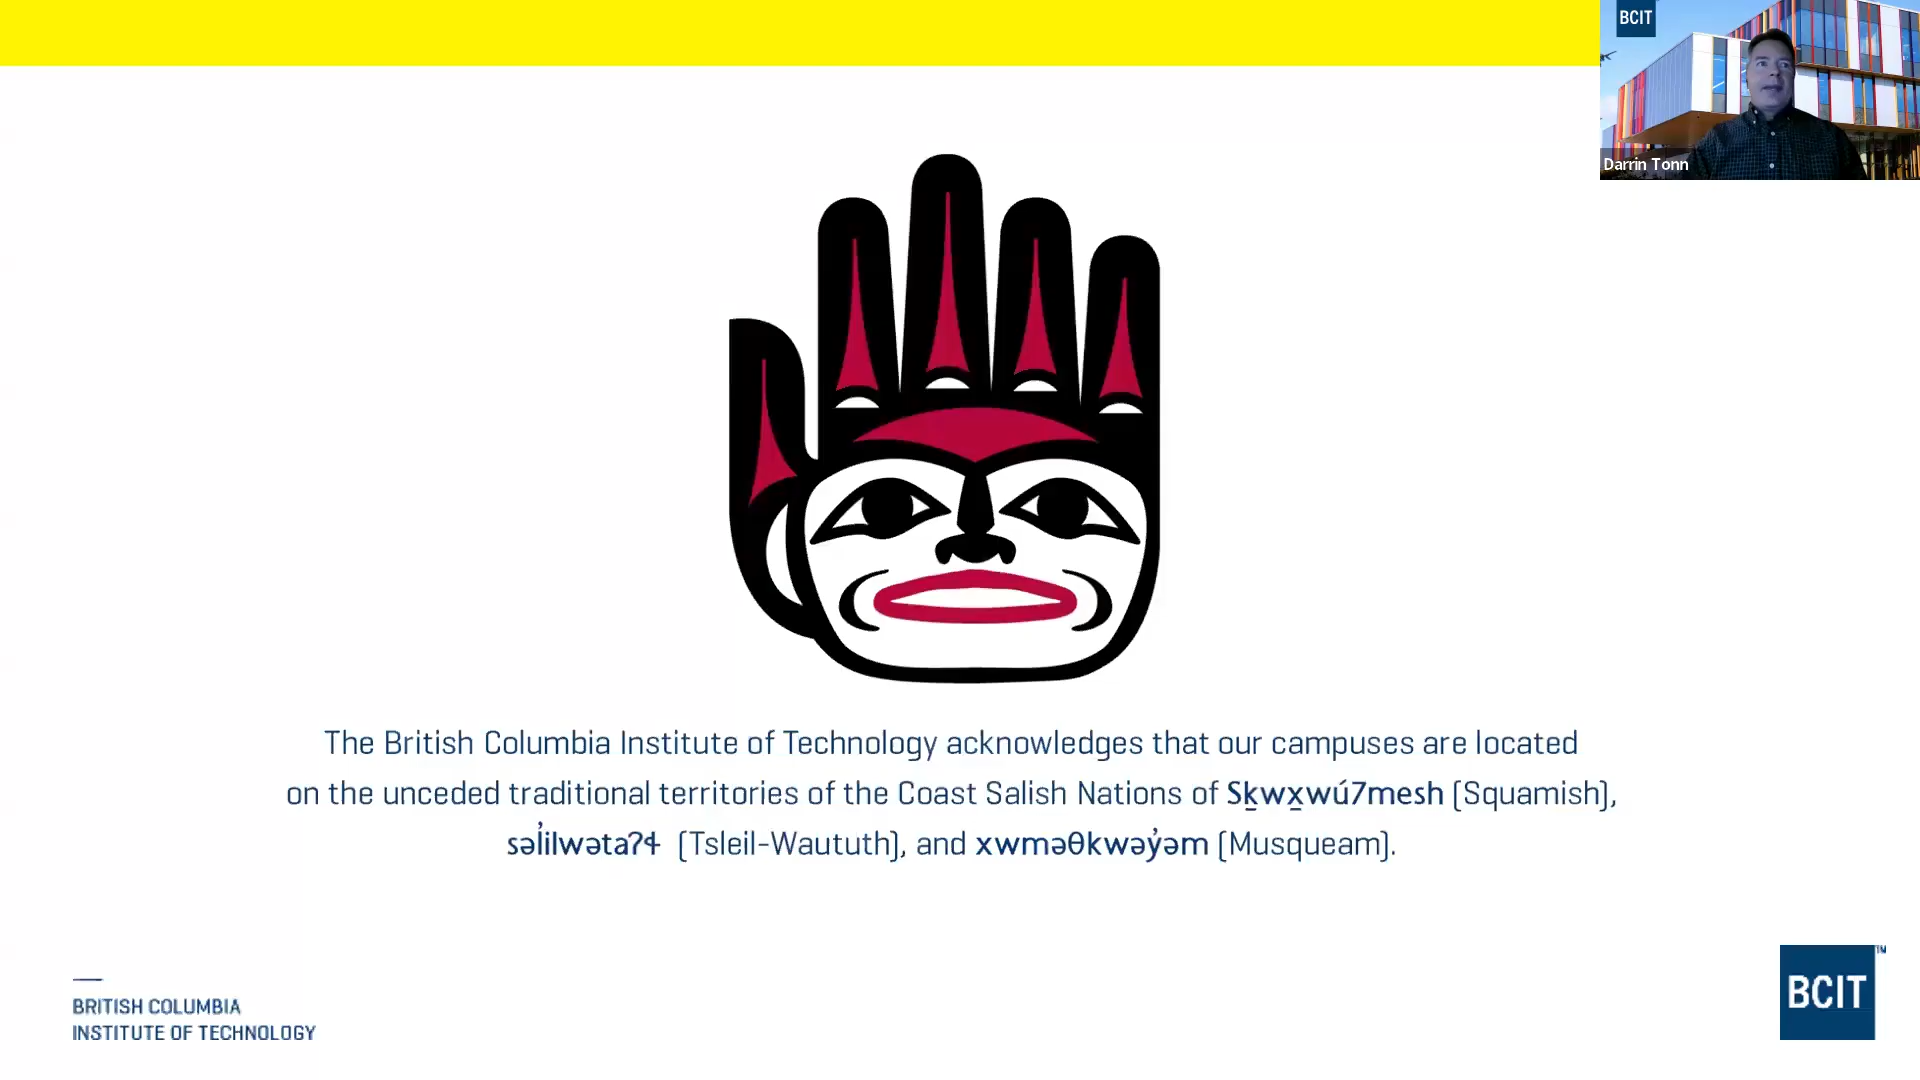 BCIT
Darrin Tonn
The British Columbia Institute of Technology acknowledges that our campuses are located
on the unceded traditional territories of the Coast Salish Nations of Sḵwx̱wú7mesh (Squamish),
səl̓ilwətaʔɬ (Tsleil-Waututh), and xwməθkwəy̓əm (Musqueam).
BRITISH COLUMBIA
INSTITUTE OF TECHNOLOGY
BCIT™